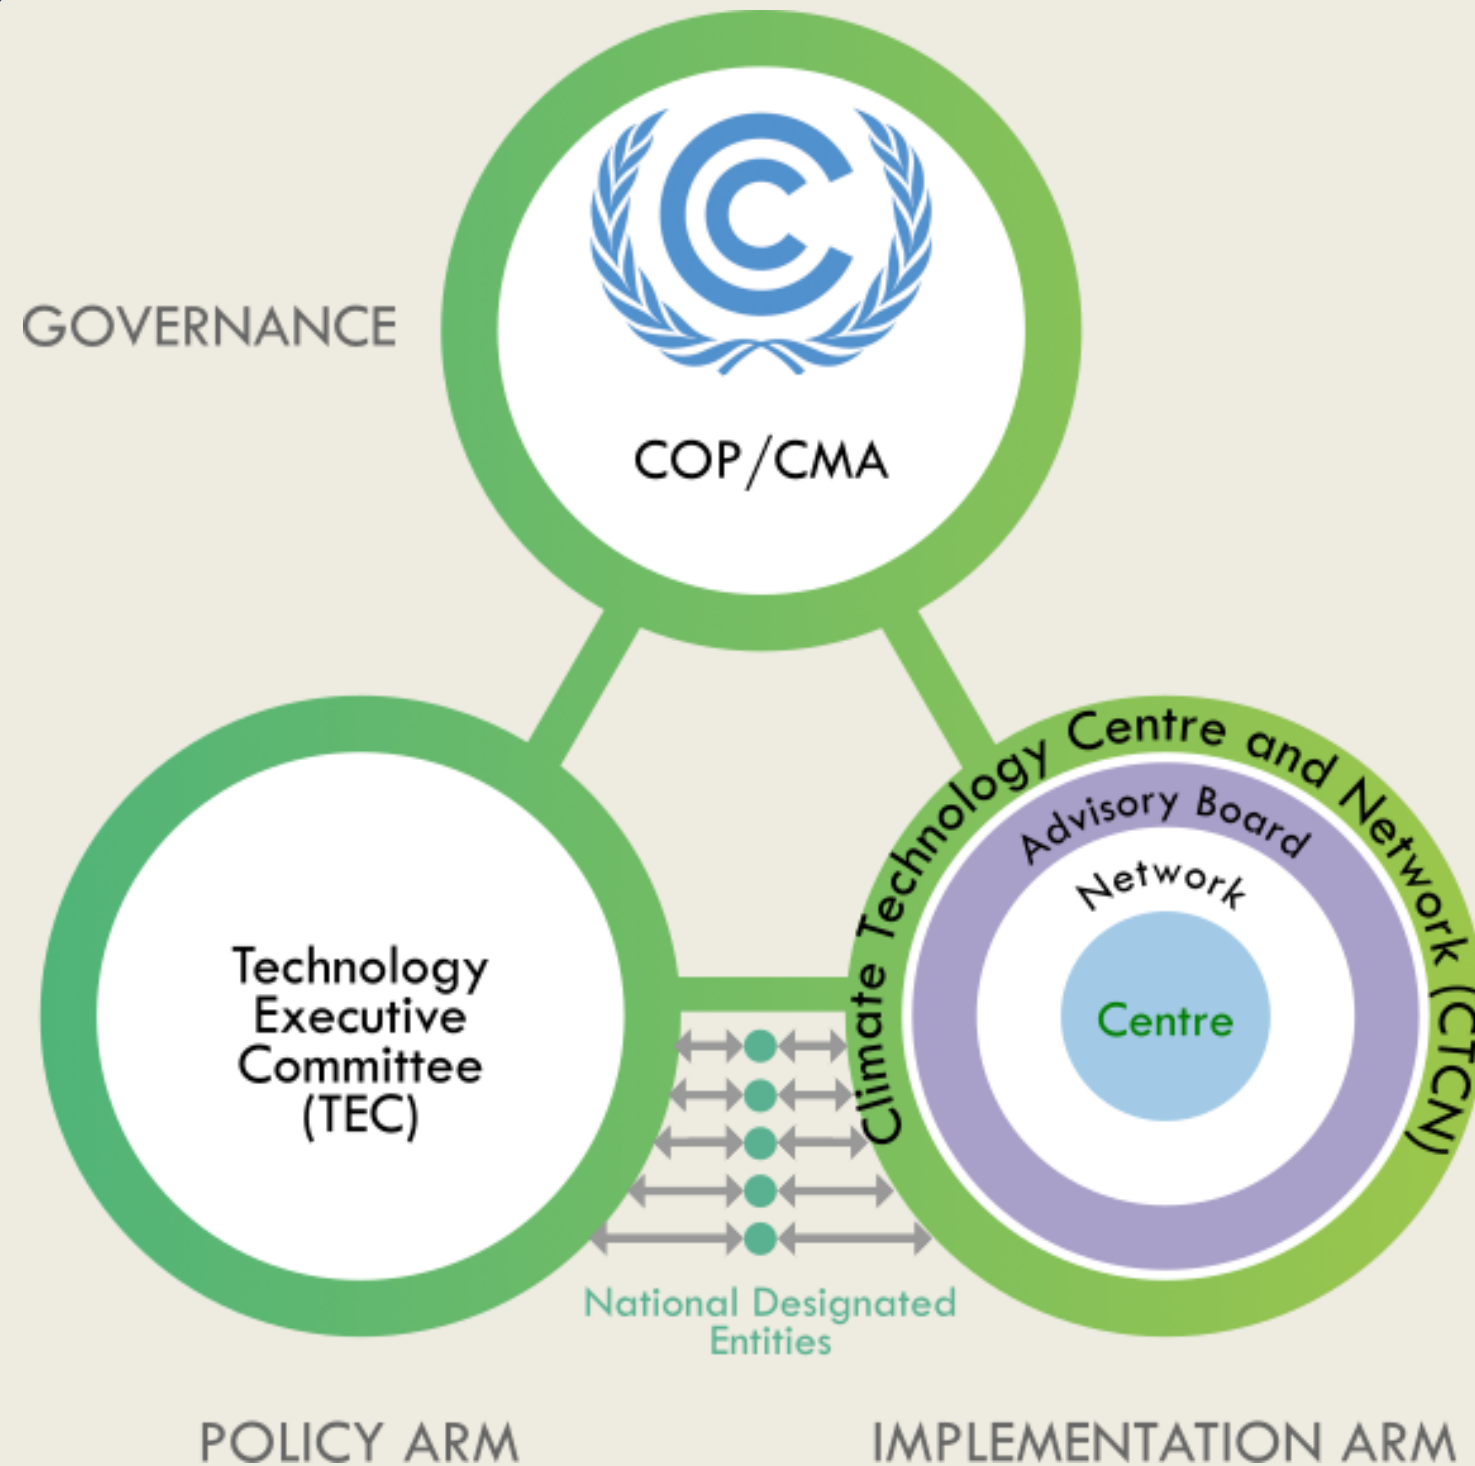 GOVERNANCE
COP/CMA
Technology
Executive
Committee
(TEC)
Climate Technology Centre and Network (CTCN)
Advisory Board
Network
Centre
National Designated
Entities
POLICY ARM
IMPLEMENTATION ARM